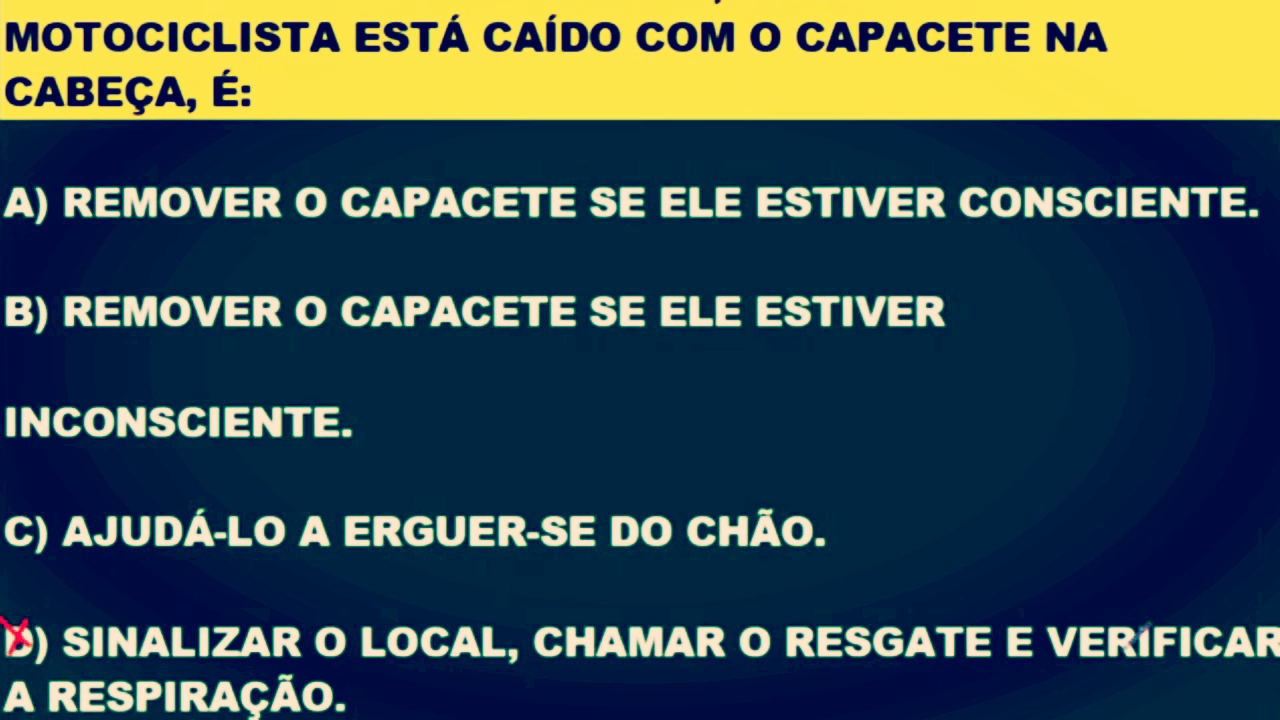 MOTOCICLISTA ESTÁ CAÍDO COM O CAPACETE NA
CABEÇA, É:
A) REMOVER O CAPACETE SE ELE ESTIVER CONSCIENTE.
B) REMOVER O CAPACETE SE ELE ESTIVER
INCONSCIENTE.
C) AJUDÁ-LO A ERGUER-SE DO CHÃO.
D) SINALIZAR O LOCAL, CHAMAR O RESGATE E VERIFICAR
A RESPIRAÇÃO.